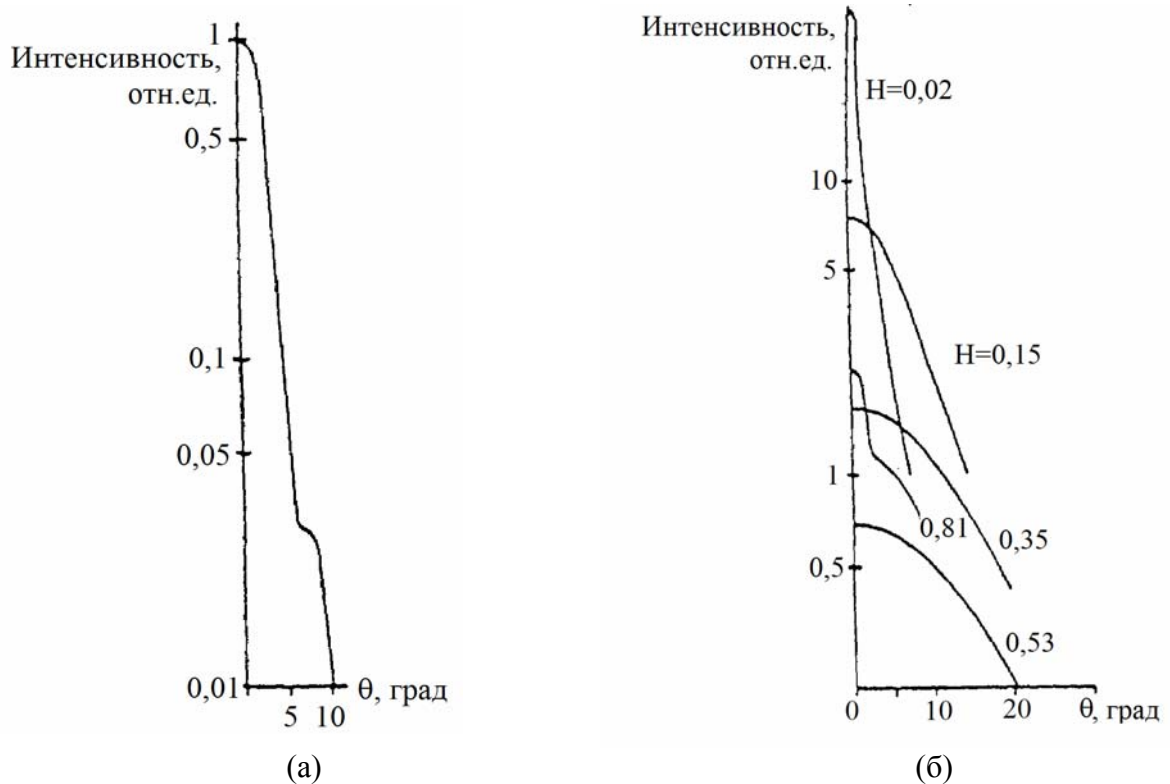 1
Интенсивность,
отн.ед.
0,5
0,1
0,05
0,01
5 10
θ, град
(а)
Интенсивность,
отн.ед.
H=0,02
10
5
H=0,15
1
0,81
0,35
0,5
0,53
0 10 20 θ, град
(б)